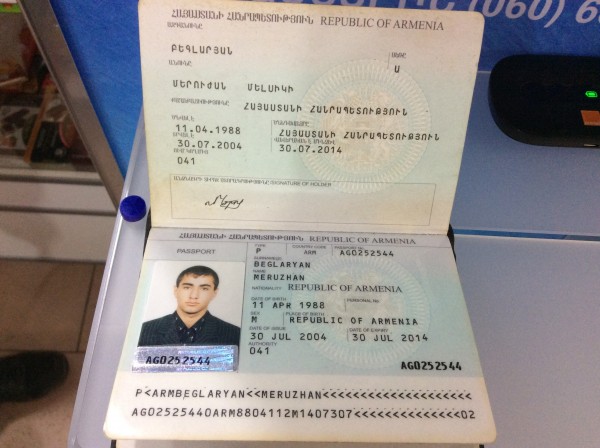 (060) 6
ՀԱՅԱՍՏԱՆԻ ՀԱՆՐԱՊԵՏՈՒԹՅՈՒՆ REPUBLIC OF ARMENIA
ԲԵԳԼԱՐՅԱՆ
ԱՆՈՒՆԸ
ՍԵՌԸ
Ա
ՄԵՐՈՒԺԱՆ ՄԵԼՍԻԿԻ
ՀԱՅԱՍՏԱՆԻ ՀԱՆՐԱՊԵՏՈՒԹՅՈՒՆ
11.04.1988
ՀԱՅԱՍՏԱՆԻ ՀԱՆՐԱՊԵՏՈՒԹՅՈՒՆ
30.07.2004
30.07.2014
041
/SIGNATURE OF HOLDER
ՀԱՅԱՍՏԱՆԻ ՀԱՆՐԱՊԵՏՈՒԹՅՈՒՆ REPUBLIC OF ARMENIA
PASSPORT
TYPE
COUNTRY CODE
PASSPORT NO
P
ARM
AG0252544
SURNAME
BEGLARYAN
NAME
MERUZHAN
NATIONALITY REPUBLIC OF ARMENIA
DATE OF BIRTH
PERSONAL NO
11 APR 1988
SEX
PLACE OF BIRTH
M
REPUBLIC OF ARMENIA
DATE OF ISSUE
DATE OF EXPIRY
30 JUL 2004
30 JUL 2014
AUTHORITY
041
AG0252544
AG0252544
P<ARMBEGLARYAN<<MERUZHAN<<<<<<<<<<<<<<<<<<<<
AG02525440ARM8804112M1407307<<<<<<<<<<<<<<02